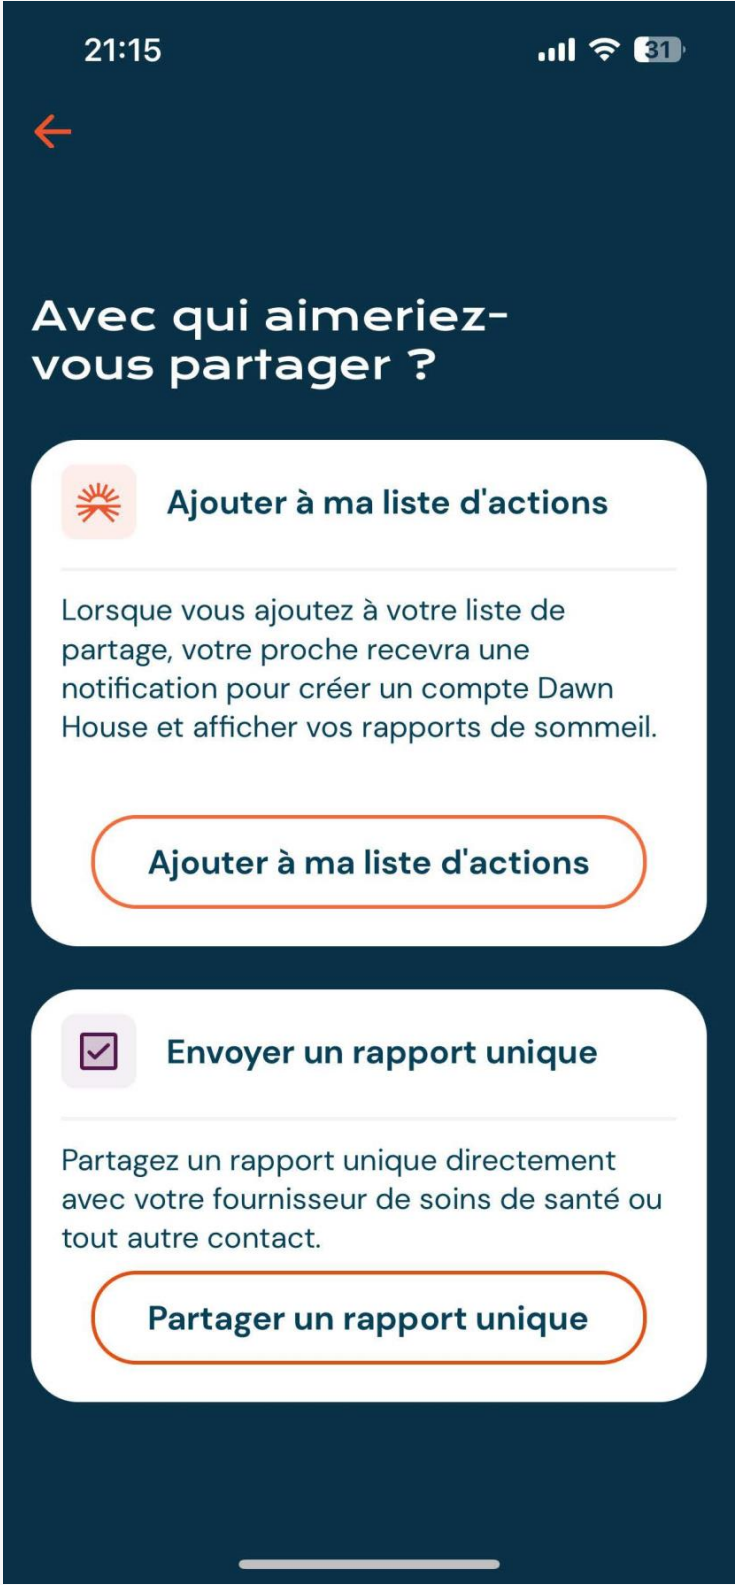 21:15
31
Avec qui aimeriez-
vous partager ?
Ajouter à ma liste d'actions
Lorsque vous ajoutez à votre liste de
partage, votre proche recevra une
notification pour créer un compte Dawn
House et afficher vos rapports de sommeil.
Ajouter à ma liste d'actions
Envoyer un rapport unique
Partagez un rapport unique directement
avec votre fournisseur de soins de santé ou
tout autre contact.
Partager un rapport unique